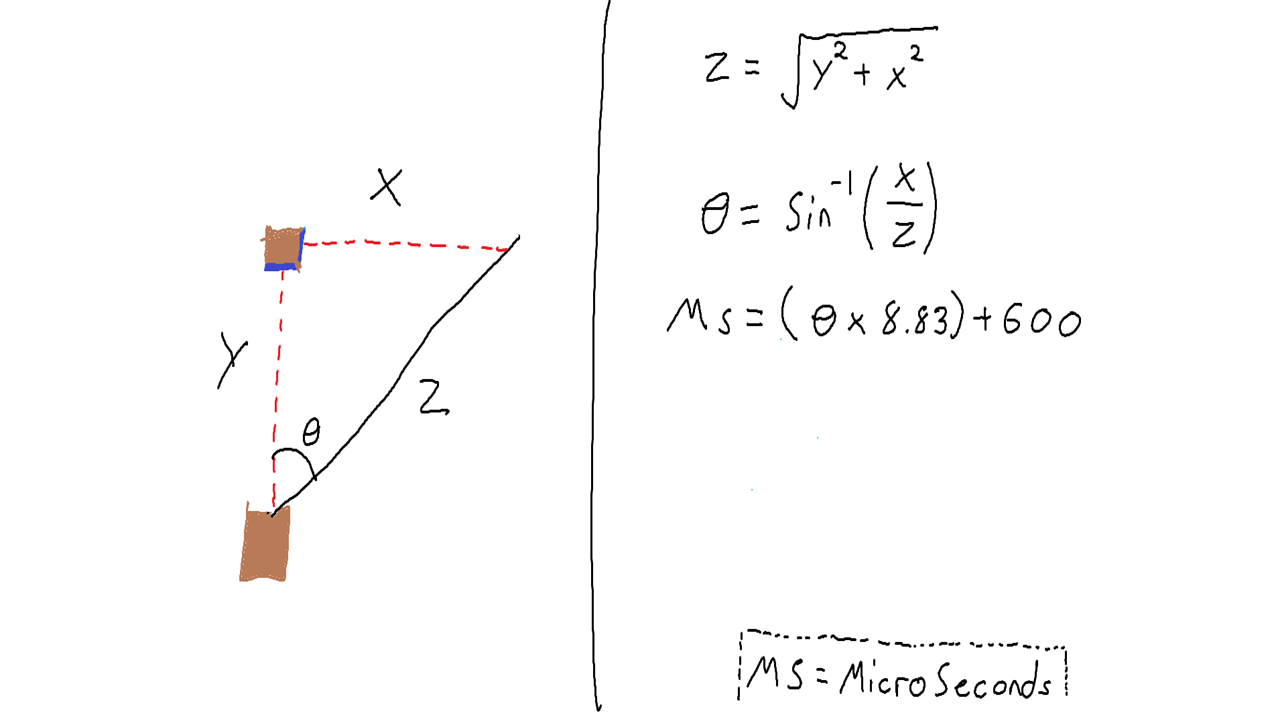 X
Y
Z
θ
Z = √(y² + x²)
θ = Sin⁻¹(x/z)
Ms = (θ x 8.83) + 600
MS = MicroSeconds